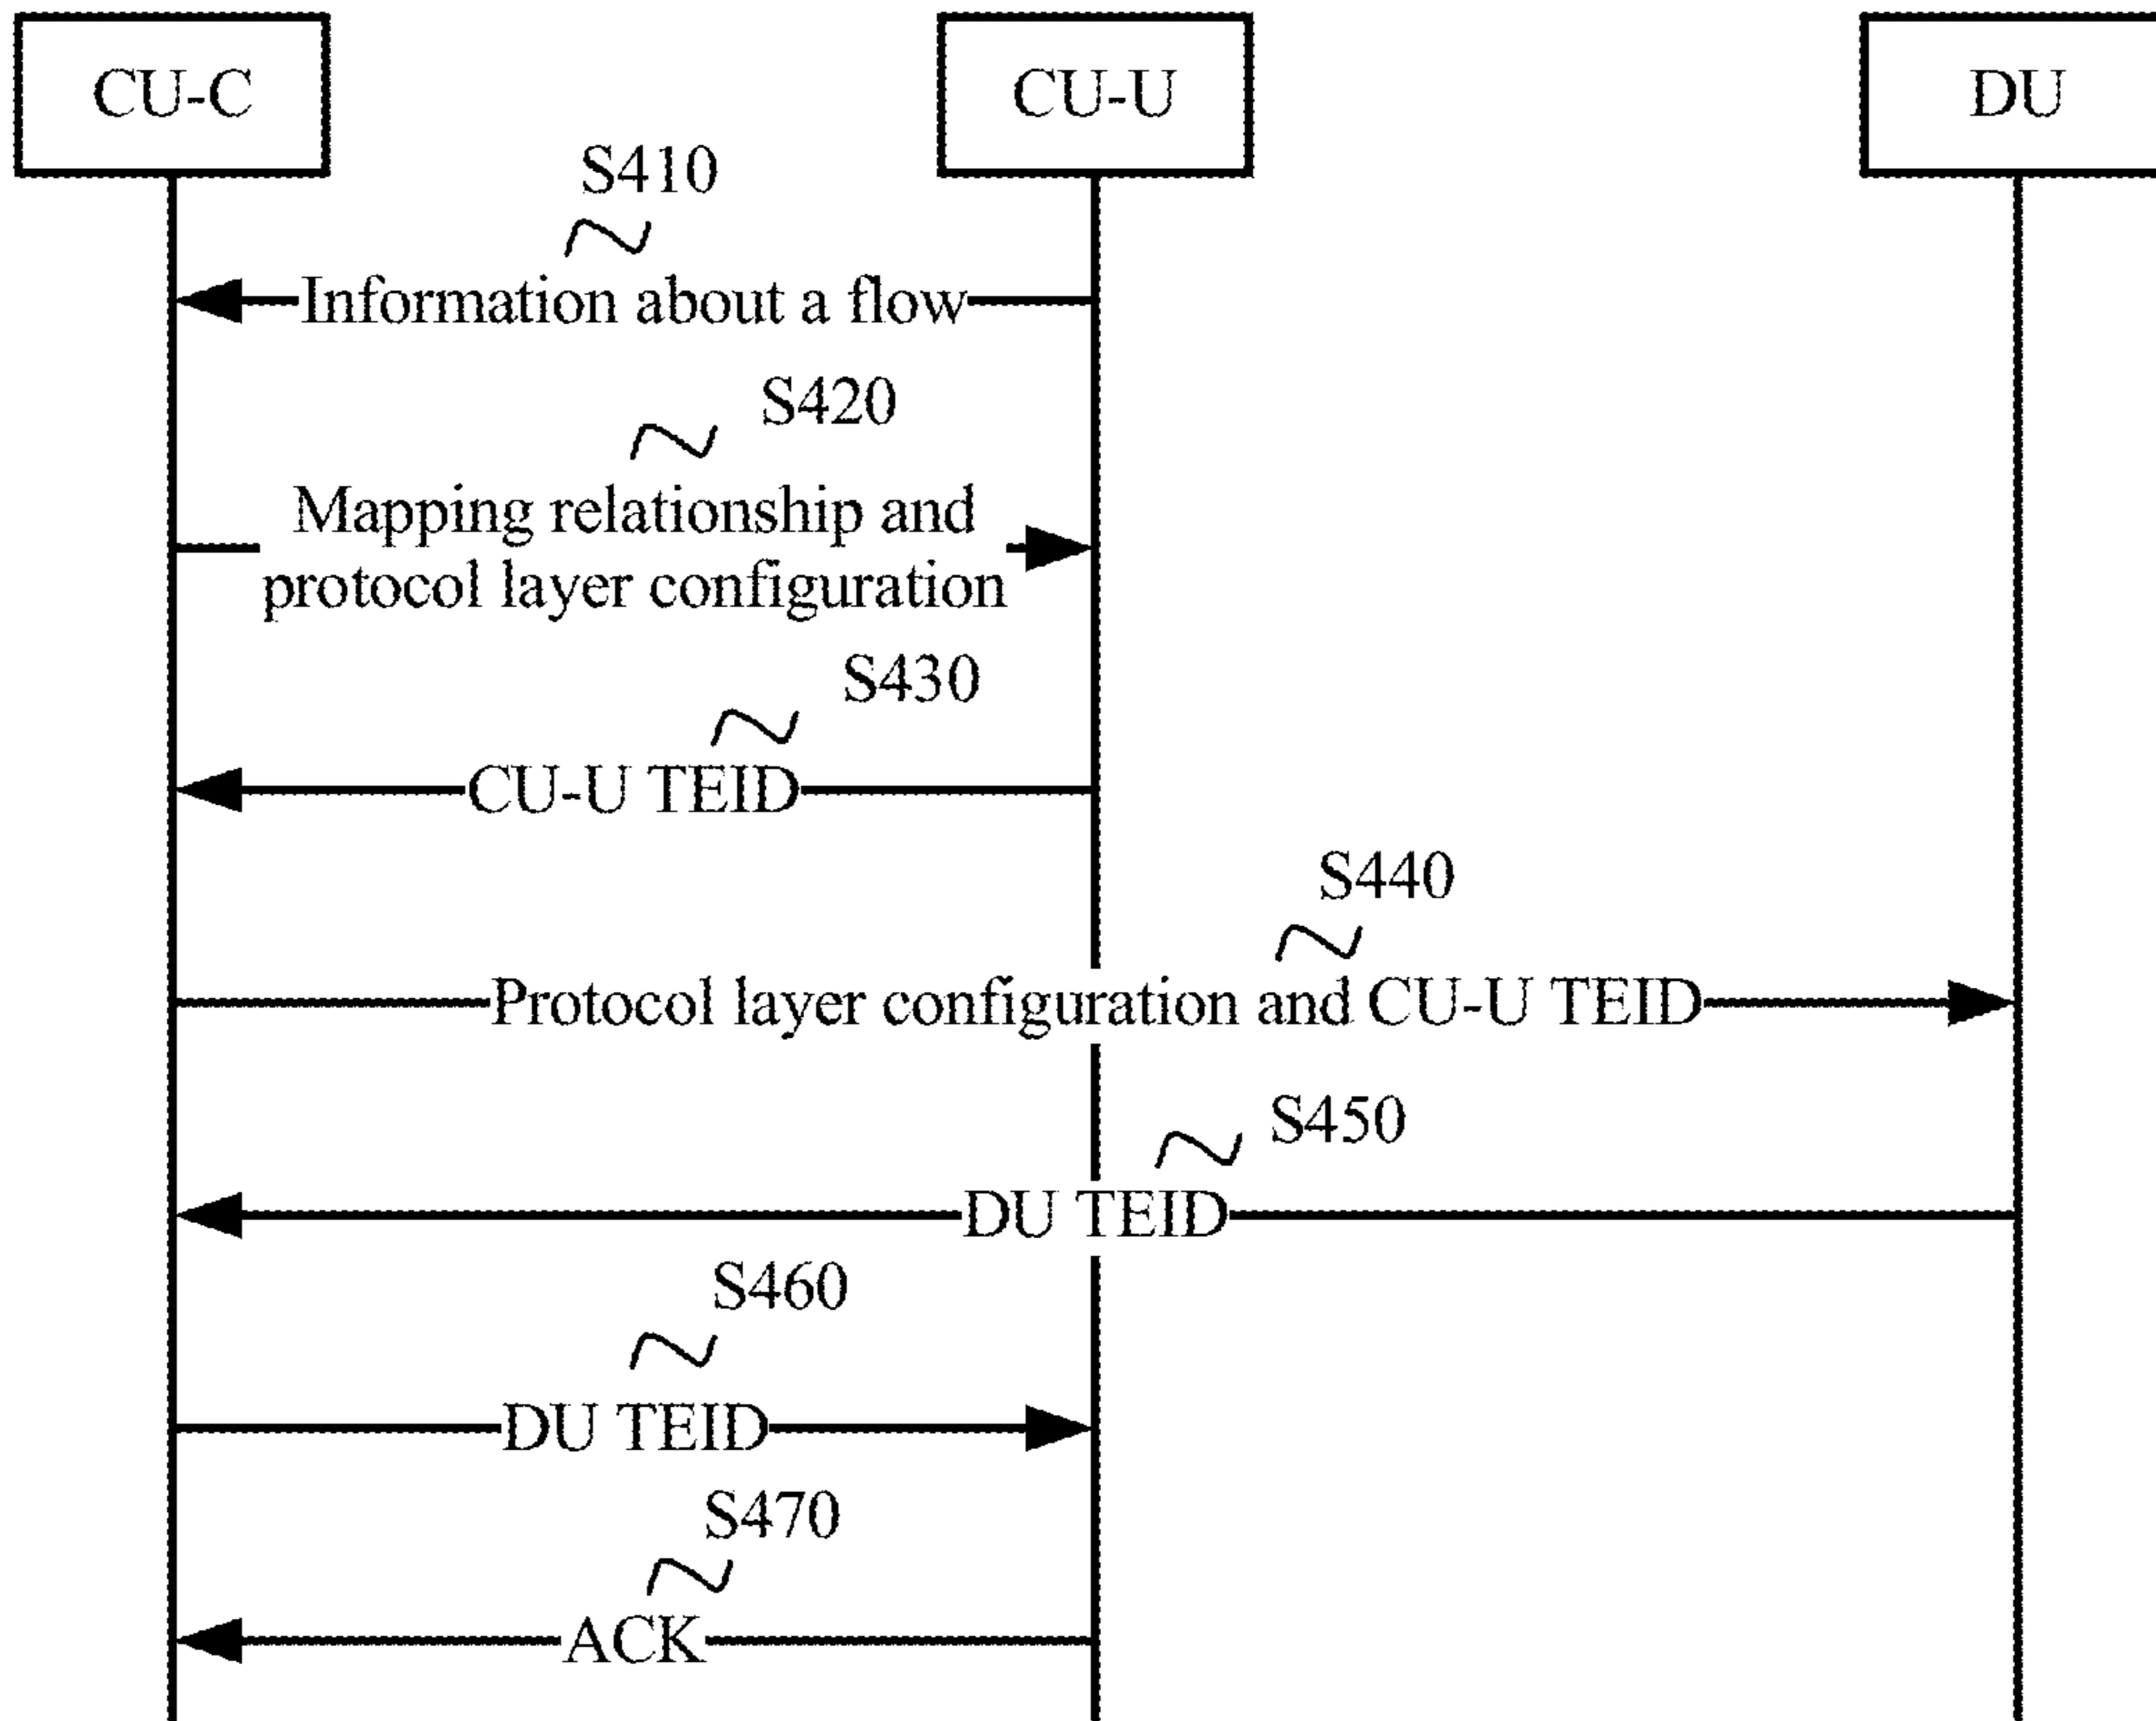 CU-C
CU-U
DU
S410
Information about a flow
S420
Mapping relationship and
protocol layer configuration
S430
CU-U TEID
S440
Protocol layer configuration and CU-U TEID
S450
DU TEID
S460
DU TEID
S470
ACK